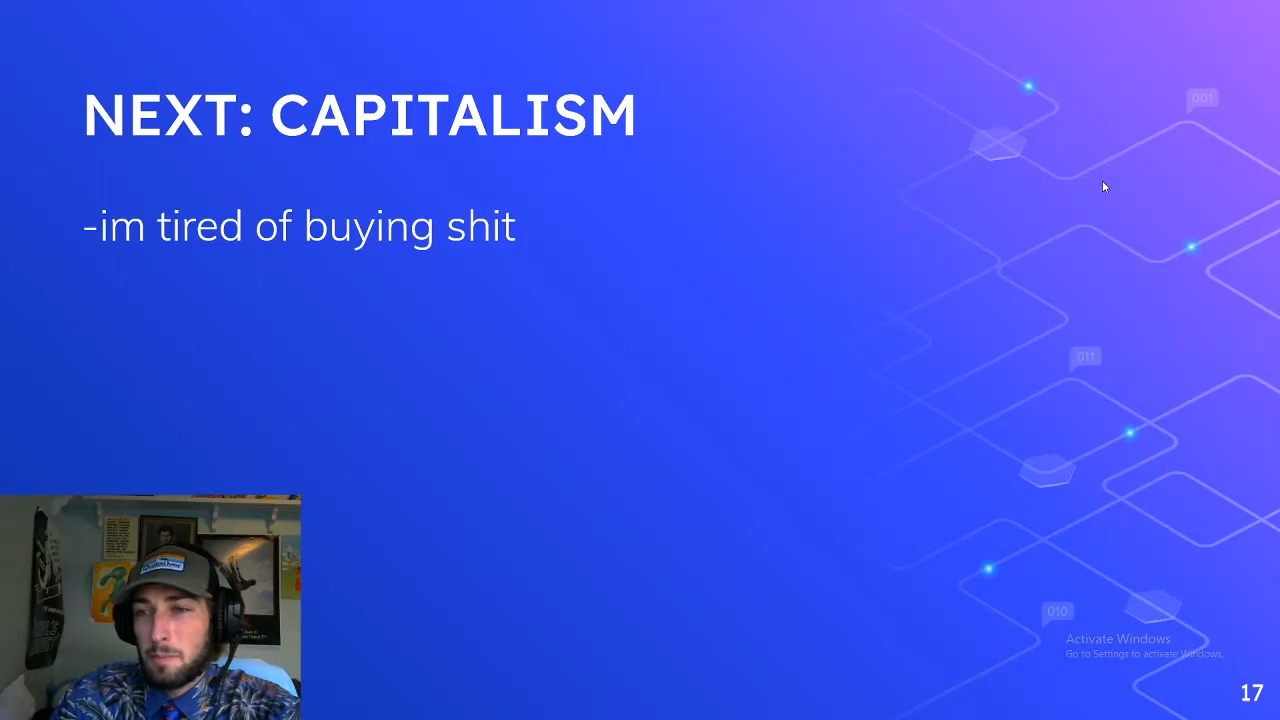 NEXT: CAPITALISM
-im tired of buying shit
001
011
010
Activate Windows
Go to Settings to activate Windows.
17